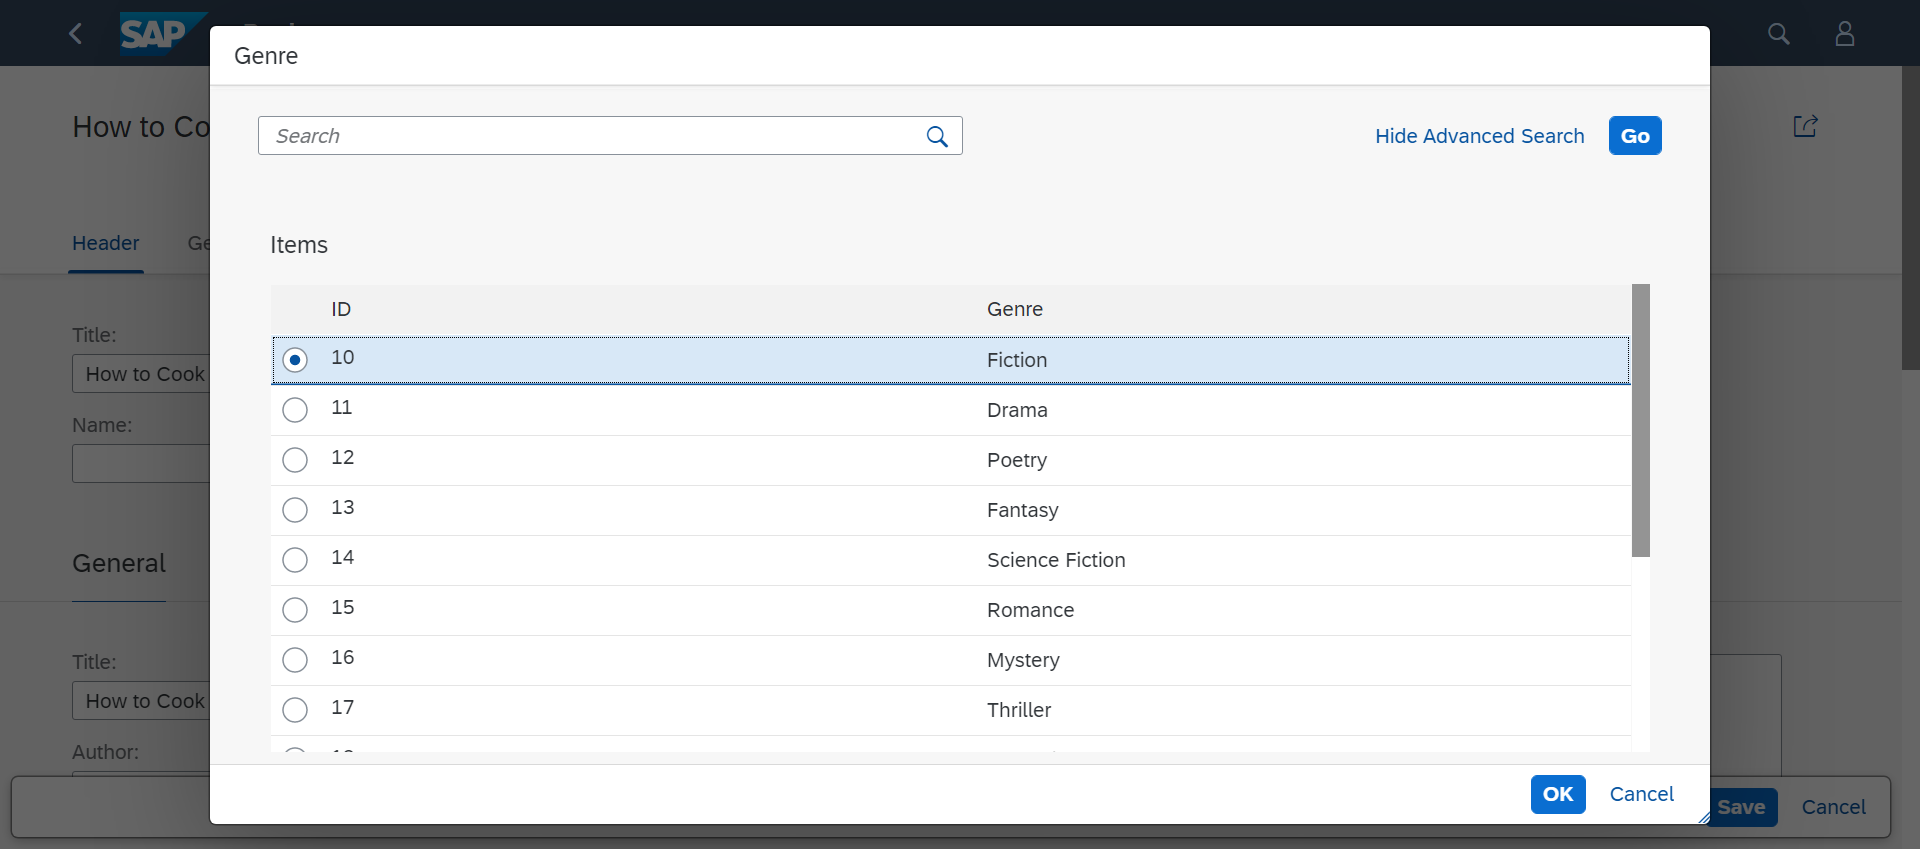 SAP
Genre
How to Co
Search
Hide Advanced Search
Go
Header
Ge
Items
ID Genre
10 Fiction
11 Drama
12 Poetry
13 Fantasy
14 Science Fiction
15 Romance
16 Mystery
17 Thriller
Title:
How to Cook
Name:
General
Title:
How to Cook
Author:
OK
Cancel
Save
Cancel